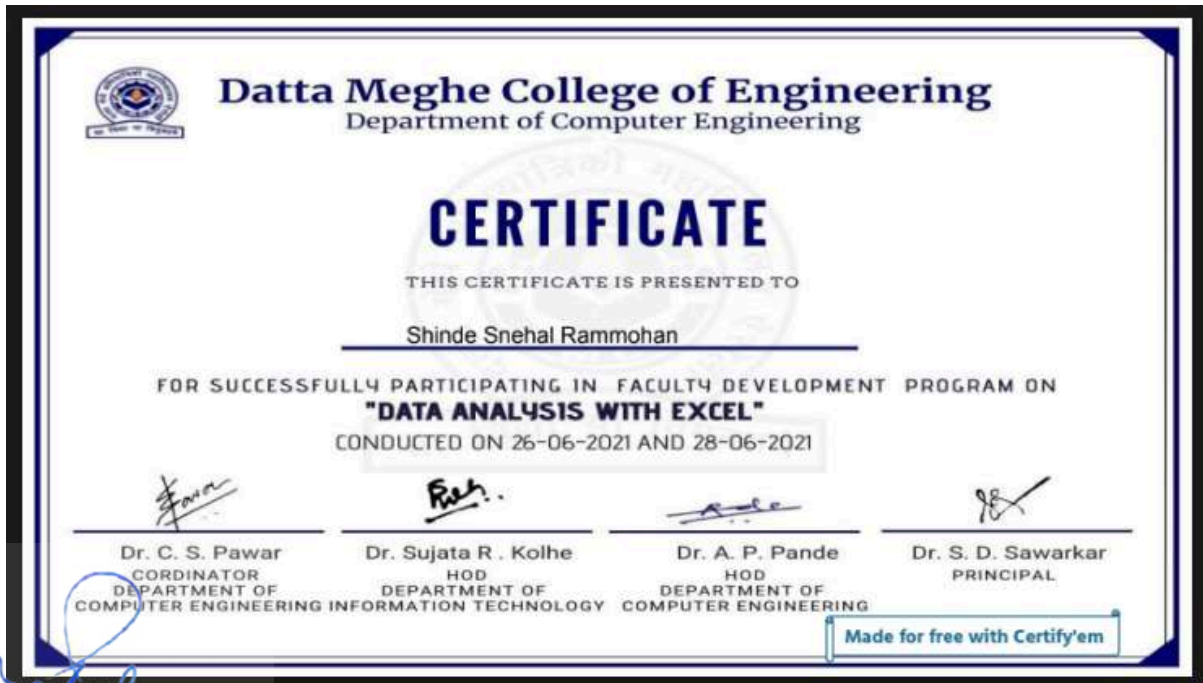 Datta Meghe College of Engineering
Department of Computer Engineering
CERTIFICATE
THIS CERTIFICATE IS PRESENTED TO
Shinde Snehal Rammohan
FOR SUCCESSFULLY PARTICIPATING IN FACULTY DEVELOPMENT PROGRAM ON
"DATA ANALYSIS WITH EXCEL"
CONDUCTED ON 26-06-2021 AND 28-06-2021
Dr. C. S. Pawar
CORDINATOR
DEPARTMENT OF
COMPUTER ENGINEERING
Dr. Sujata R. Kolhe
HOD
DEPARTMENT OF
INFORMATION TECHNOLOGY
Dr. A. P. Pande
HOD
DEPARTMENT OF
COMPUTER ENGINEERING
Dr. S. D. Sawarkar
PRINCIPAL
Made for free with Certify'em